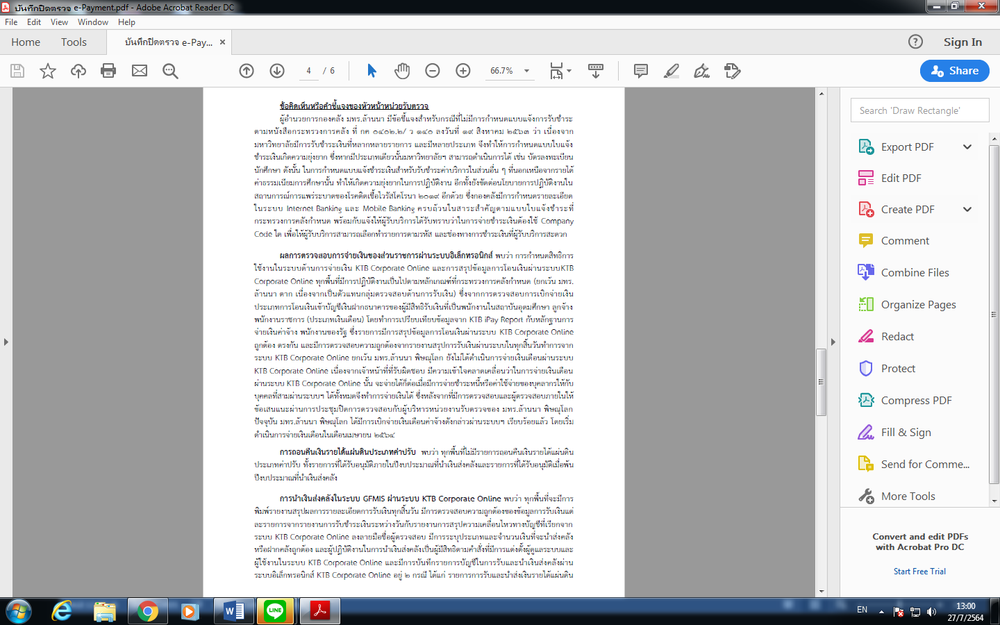 บันทึกปิดตรวจ e-Payment.pdf - Adobe Acrobat Reader DC
File Edit View Window Help
Home Tools บันทึกปิดตรวจ e-Pay... × Sign In
4 / 6 66.7% Share
ข้อคิดเห็นหรือคำชี้แจงของหัวหน้าหน่วยรับตรวจ
ผู้อำนวยการกองคลัง มทร.ล้านนา มีข้อชี้แจงสำหรับกรณีที่ไม่มีการกำหนดแบบแจ้งการรับชำระ
ตามหนังสือกระทรวงการคลัง ที่ กค ๐๔๐๒.๒/ ว ๑๔๐ ลงวันที่ ๑๙ สิงหาคม ๒๕๖๓ ว่า เนื่องจาก
มหาวิทยาลัยมีการรับชำระเงินที่หลากหลายรายการ และมีหลายประเภท จึงทำให้การกำหนดแบบใบแจ้ง
ชำระเงินเกิดความยุ่งยาก ซึ่งหากมีประเภทเดียวนั้นมหาวิทยาลัยฯ สามารถดำเนินการได้ เช่น บัตรลงทะเบียน
นักศึกษา ดังนั้น ในการกำหนดแบบแจ้งชำระเงินสำหรับรับชำระค่าบริการในส่วนอื่น ๆ ที่นอกเหนือจากรายได้
ค่าธรรมเนียมการศึกษานั้น ทำให้เกิดความยุ่งยากในการปฏิบัติงาน อีกทั้งยังขัดต่อนโยบายการปฏิบัติงานใน
สถานการณ์การแพร่ระบาดของโรคติดเชื้อไวรัสโคโรนา ๒๐๑๙ อีกด้วย ซึ่งกองคลังมีการกำหนดรายละเอียด
ในระบบ Internet Banking และ Mobile Banking ครบถ้วนในสาระสำคัญตามแบบใบแจ้งชำระที่
กระทรวงการคลังกำหนด พร้อมกับแจ้งให้ผู้รับบริการได้รับทราบว่าในการจ่ายชำระเงินต้องใช้ Company
Code ใด เพื่อให้ผู้รับบริการสามารถเลือกทำรายการตามรหัส และช่องทางการชำระเงินที่ผู้รับบริการสะดวก
ผลการตรวจสอบการจ่ายเงินของส่วนราชการผ่านระบบอิเล็กทรอนิกส์ พบว่า การกำหนดสิทธิการ
ใช้งานในระบบด้านการจ่ายเงิน KTB Corporate Online และการสรุปข้อมูลการโอนเงินผ่านระบบKTB
Corporate Online ทุกพื้นที่มีการปฏิบัติงานเป็นไปตามหลักเกณฑ์ที่กระทรวงการคลังกำหนด (ยกเว้น มทร.
ล้านนา ตาก เนื่องจากเป็นตัวแทนกลุ่มตรวจสอบด้านการรับเงิน) ซึ่งจากการตรวจสอบการเบิกจ่ายเงิน
ประเภทการโอนเงินเข้าบัญชีเงินฝากธนาคารของผู้มีสิทธิรับเงินที่เป็นพนักงานในสถาบันอุดมศึกษา ลูกจ้าง
พนักงานราชการ (ประเภทเงินเดือน) โดยทำการเปรียบเทียบข้อมูลจาก KTB iPay Report กับหลักฐานการ
จ่ายเงินค่าจ้าง พนักงานของรัฐ ซึ่งรายการมีการสรุปข้อมูลการโอนเงินผ่านระบบ KTB Corporate Online
ถูกต้อง ตรงกัน และมีการตรวจสอบความถูกต้องจากรายงานสรุปการรับเงินผ่านระบบในทุกสิ้นวันทำการจาก
ระบบ KTB Corporate Online ยกเว้น มทร.ล้านนา พิษณุโลก ยังไม่ได้ดำเนินการจ่ายเงินเดือนผ่านระบบ
KTB Corporate Online เนื่องจากเจ้าหน้าที่ที่รับผิดชอบ มีความเข้าใจคลาดเคลื่อนว่าในการจ่ายเงินเดือน
ผ่านระบบ KTB Corporate Online นั้น จะจ่ายได้ก็ต่อเมื่อมีการจ่ายชำระหนี้หรือค่าใช้จ่ายของบุคลากรให้กับ
บุคคลที่สามผ่านระบบฯ ได้ทั้งหมดจึงทำการจ่ายเงินได้ ซึ่งหลังจากที่มีการตรวจสอบและผู้ตรวจสอบภายในให้
ข้อเสนแนะผ่านการประชุมปิดการตรวจสอบกับผู้บริหารหน่วยงานรับตรวจของ มทร.ล้านนา พิษณุโลก
ปัจจุบัน มทร.ล้านนา พิษณุโลก ได้มีการเบิกจ่ายเงินเดือนค่าจ้างดังกล่าวผ่านระบบฯ เรียบร้อยแล้ว โดยเริ่ม
ดำเนินการจ่ายเงินเดือนในเดือนเมษายน ๒๕๖๔
การถอนคืนเงินรายได้แผ่นดินประเภทค่าปรับ พบว่า ทุกพื้นที่ไม่มีรายการถอนคืนเงินรายได้แผ่นดิน
ประเภทค่าปรับ ทั้งรายการที่ได้รับอนุมัติภายในปีงบประมาณที่นำเงินส่งคลังและรายการที่ได้รับอนุมัติเมื่อพ้น
ปีงบประมาณที่นำเงินส่งคลัง
การนำเงินส่งคลังในระบบ GFMIS ผ่านระบบ KTB Corporate Online พบว่า ทุกพื้นที่จะมีการ
พิมพ์รายงานสรุปผลการรายละเอียดการรับเงินทุกสิ้นวัน มีการตรวจสอบความถูกต้องของข้อมูลการรับเงินแต่
ละรายการจากรายงานการรับชำระเงินระหว่างวันกับรายงานการสรุปความเคลื่อนไหวทางบัญชีที่เรียกจาก
ระบบ KTB Corporate Online ลงลายมือชื่อผู้ตรวจสอบ มีการระบุประเภทและจำนวนเงินที่จะนำส่งคลัง
หรือฝากคลังถูกต้อง และผู้ปฏิบัติงานในการนำเงินส่งคลังเป็นผู้มีสิทธิตามคำสั่งที่มีการแต่งตั้งผู้ดูแลระบบและ
ผู้ใช้งานในระบบ KTB Corporate Online และมีการบันทึกรายการบัญชีในการรับและนำเงินส่งคลังผ่าน
ระบบอิเล็กทรอนิกส์ KTB Corporate Online อยู่ ๒ กรณี ได้แก่ รายการการรับและนำส่งเงินรายได้แผ่นดิน
Search 'Draw Rectangle'
Export PDF
Edit PDF
Create PDF
Comment
Combine Files
Organize Pages
Redact
Protect
Compress PDF
Fill & Sign
Send for Comme...
More Tools
Convert and edit PDFs
with Acrobat Pro DC
Start Free Trial
LINE
EN 13:00
27/7/2564